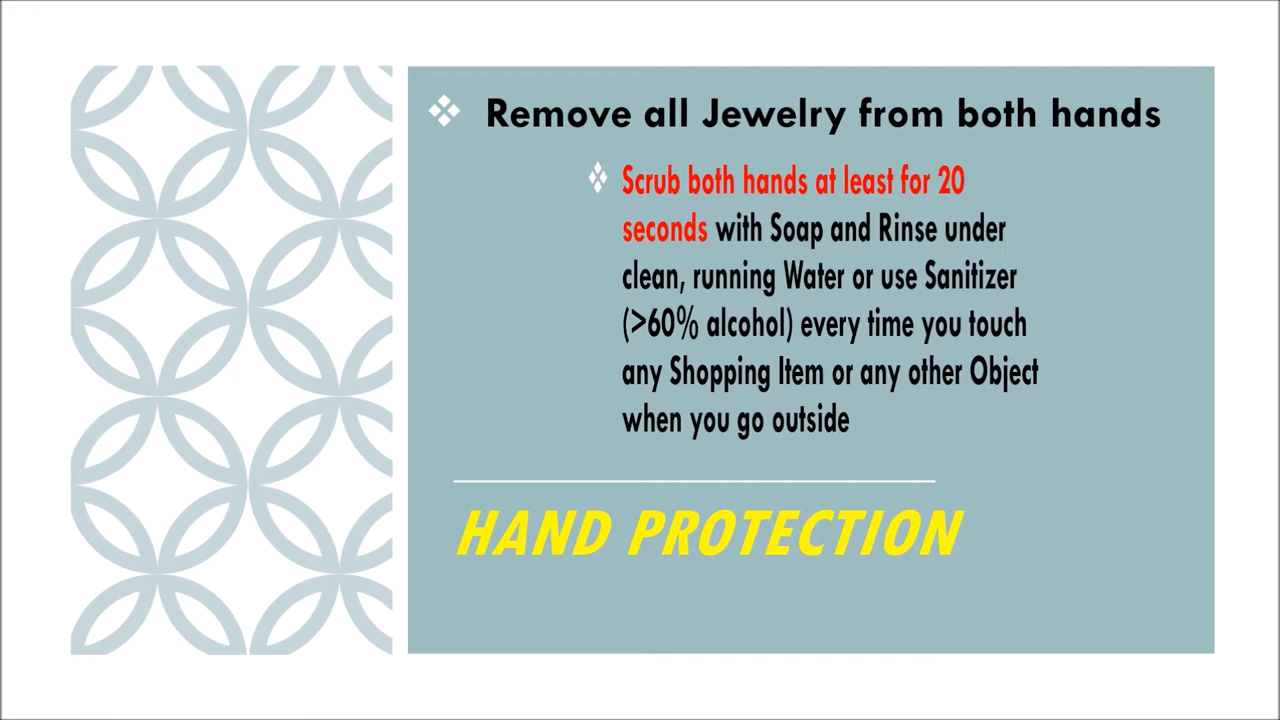 Remove all Jewelry from both hands
Scrub both hands at least for 20
seconds with Soap and Rinse under
clean, running Water or use Sanitizer
(>60% alcohol) every time you touch
any Shopping Item or any other Object
when you go outside
HAND PROTECTION